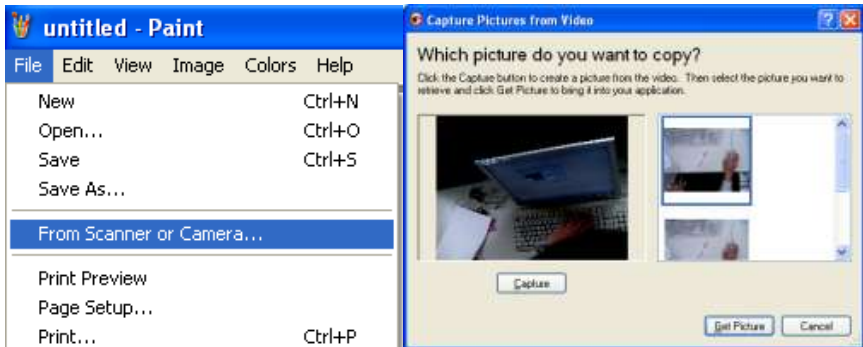 untitled - Paint
File Edit View Image Colors Help
New Ctrl+N
Open... Ctrl+O
Save Ctrl+S
Save As...
From Scanner or Camera...
Print Preview
Page Setup...
Print... Ctrl+P
Capture Pictures from Video
Which picture do you want to copy?
Click the Capture button to create a picture from the video. Then select the picture you want to
retrieve and click Get Picture to bring it into your application.
Capture
Get Picture Cancel